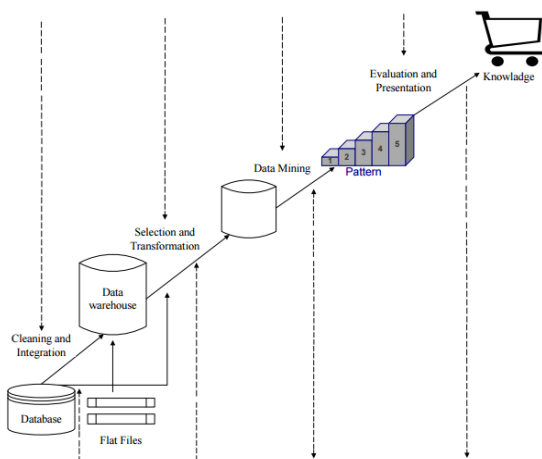 Evaluation and
Presentation
Knowladge
Data Mining
1 2 3 4 5
Pattern
Selection and
Transformation
Data
warehouse
Cleaning and
Integration
Database
Flat Files